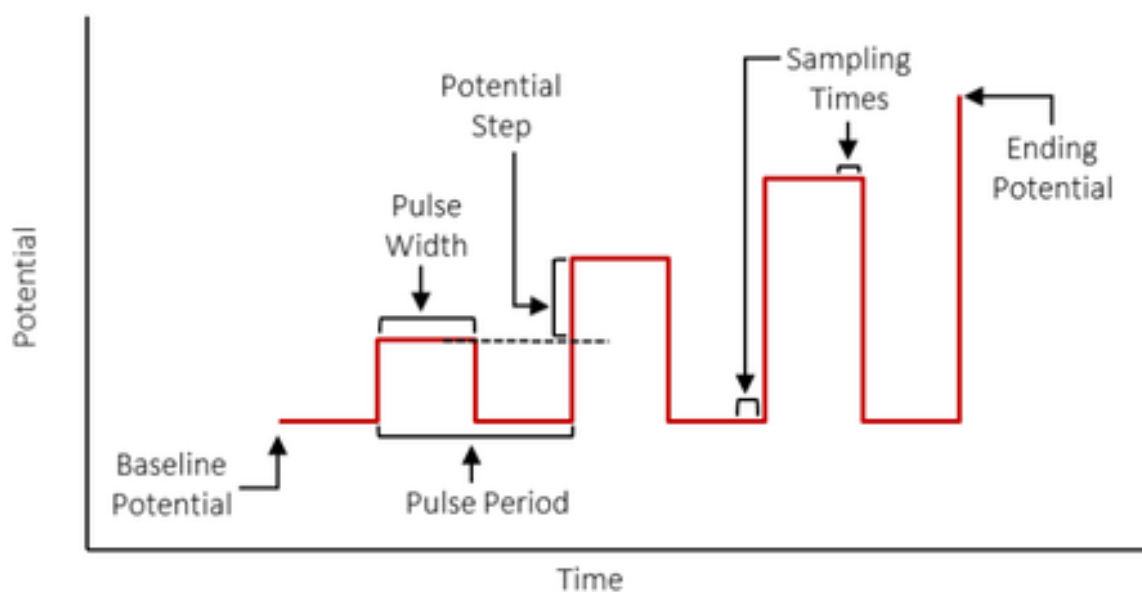 Sampling
Times
Potential
Step
Ending
Potential
Pulse
Width
Potential
Baseline
Potential
Pulse Period
Time